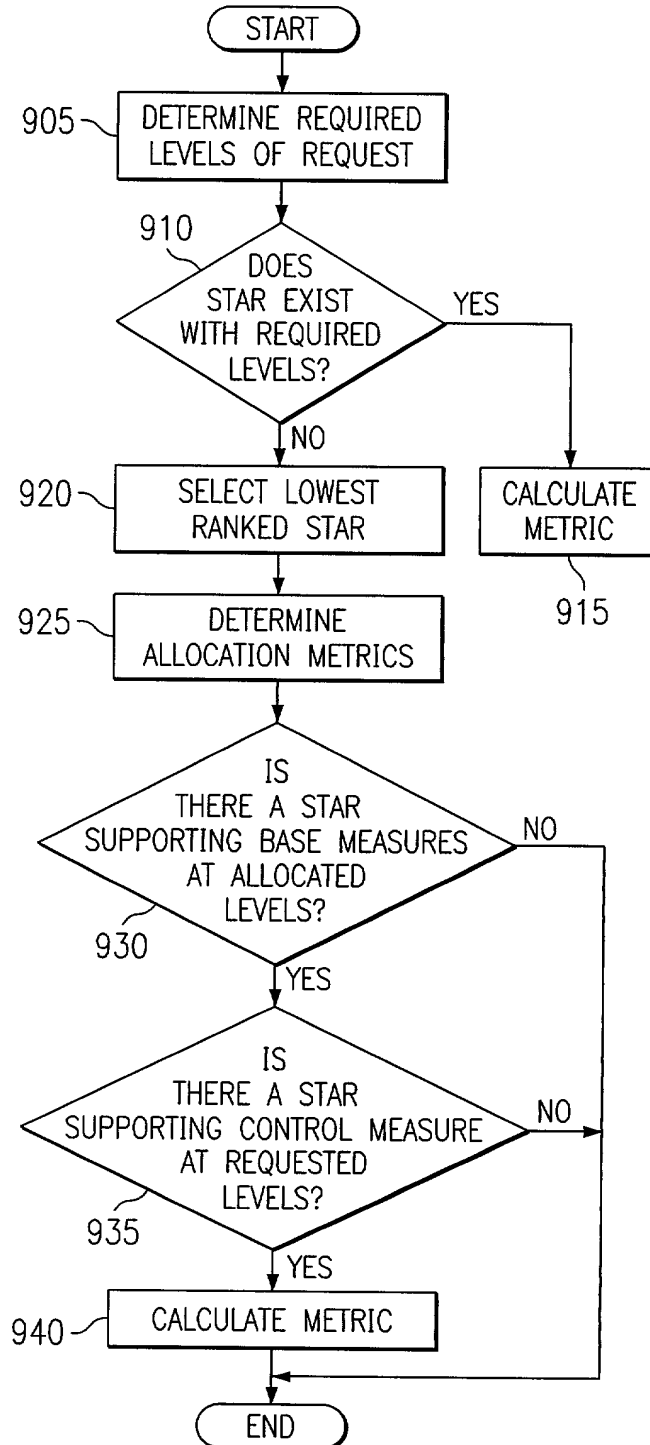 START
905
DETERMINE REQUIRED
LEVELS OF REQUEST
910
DOES
STAR EXIST
WITH REQUIRED
LEVELS?
YES
NO
920
SELECT LOWEST
RANKED STAR
CALCULATE
METRIC
915
925
DETERMINE
ALLOCATION METRICS
IS
THERE A STAR
SUPPORTING BASE MEASURES
AT ALLOCATED
LEVELS?
NO
930
YES
IS
THERE A STAR
SUPPORTING CONTROL MEASURE
AT REQUESTED
LEVELS?
NO
935
YES
940
CALCULATE METRIC
END